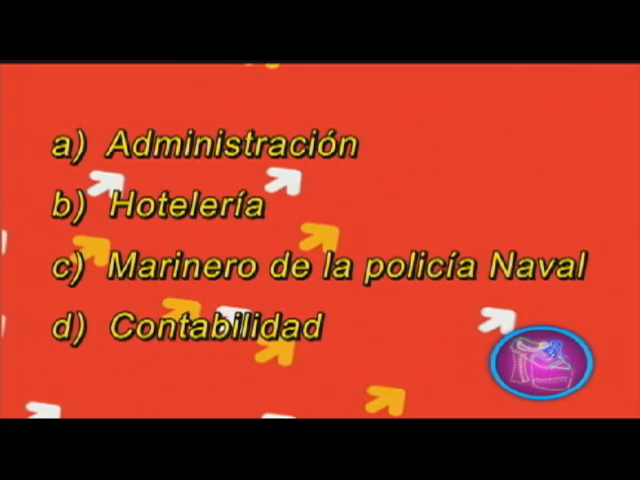 a) Administración
b) Hotelería
c) Marinero de la policía Naval
d) Contabilidad